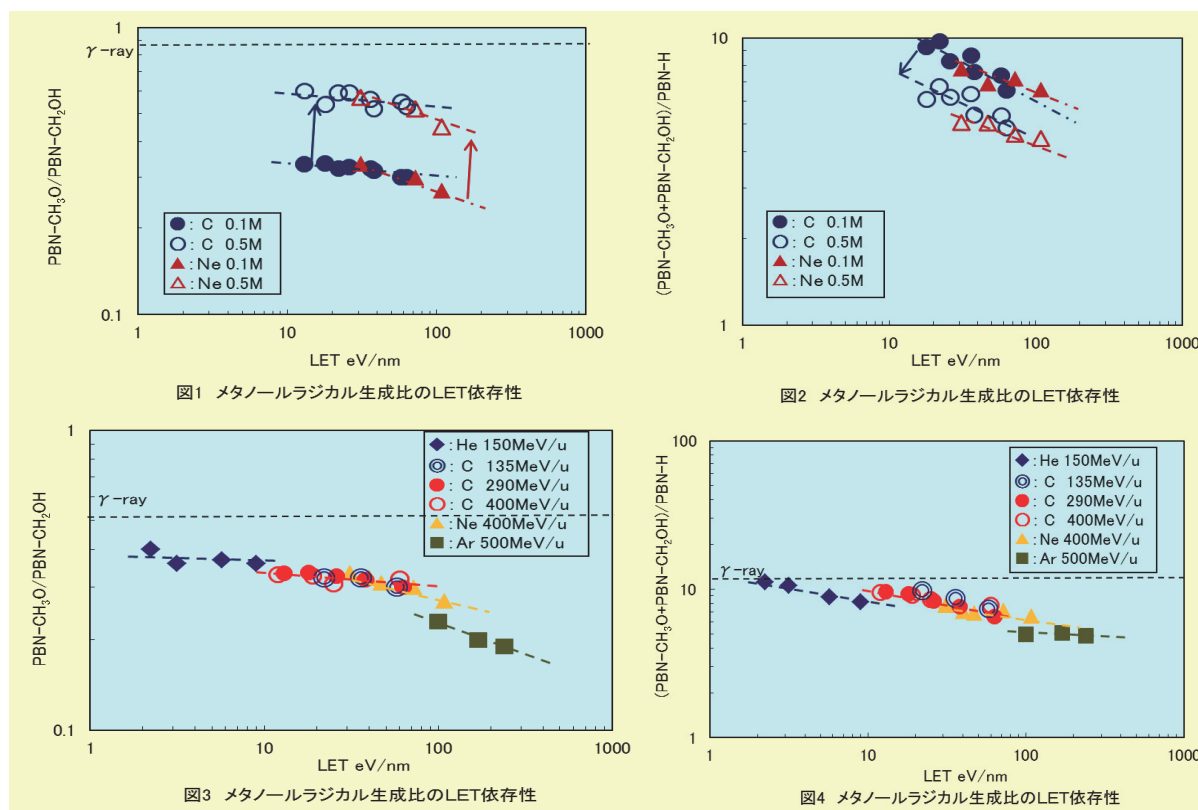 1
γ-ray
PBN-CH3O/PBN-CH2OH
●: C 0.1M
○: C 0.5M
▲: Ne 0.1M
△: Ne 0.5M
0.1
1
10
100
1000
LET eV/nm
図1 メタノールラジカル生成比のLET依存性
10
(PBN-CH3O+PBN-CH2OH)/PBN-H
●: C 0.1M
○: C 0.5M
▲: Ne 0.1M
△: Ne 0.5M
1
1
10
100
1000
LET eV/nm
図2 メタノールラジカル生成比のLET依存性
1
γ-ray
PBN-CH3O/PBN-CH2OH
◆: He 150MeV/u
◎: C 135MeV/u
●: C 290MeV/u
○: C 400MeV/u
▲: Ne 400MeV/u
■: Ar 500MeV/u
0.1
1
10
100
1000
LET eV/nm
図3 メタノールラジカル生成比のLET依存性
100
(PBN-CH3O+PBN-CH2OH)/PBN-H
◆: He 150MeV/u
◎: C 135MeV/u
●: C 290MeV/u
○: C 400MeV/u
▲: Ne 400MeV/u
■: Ar 500MeV/u
γ-ray
10
1
1
10
100
1000
LET eV/nm
図4 メタノールラジカル生成比のLET依存性